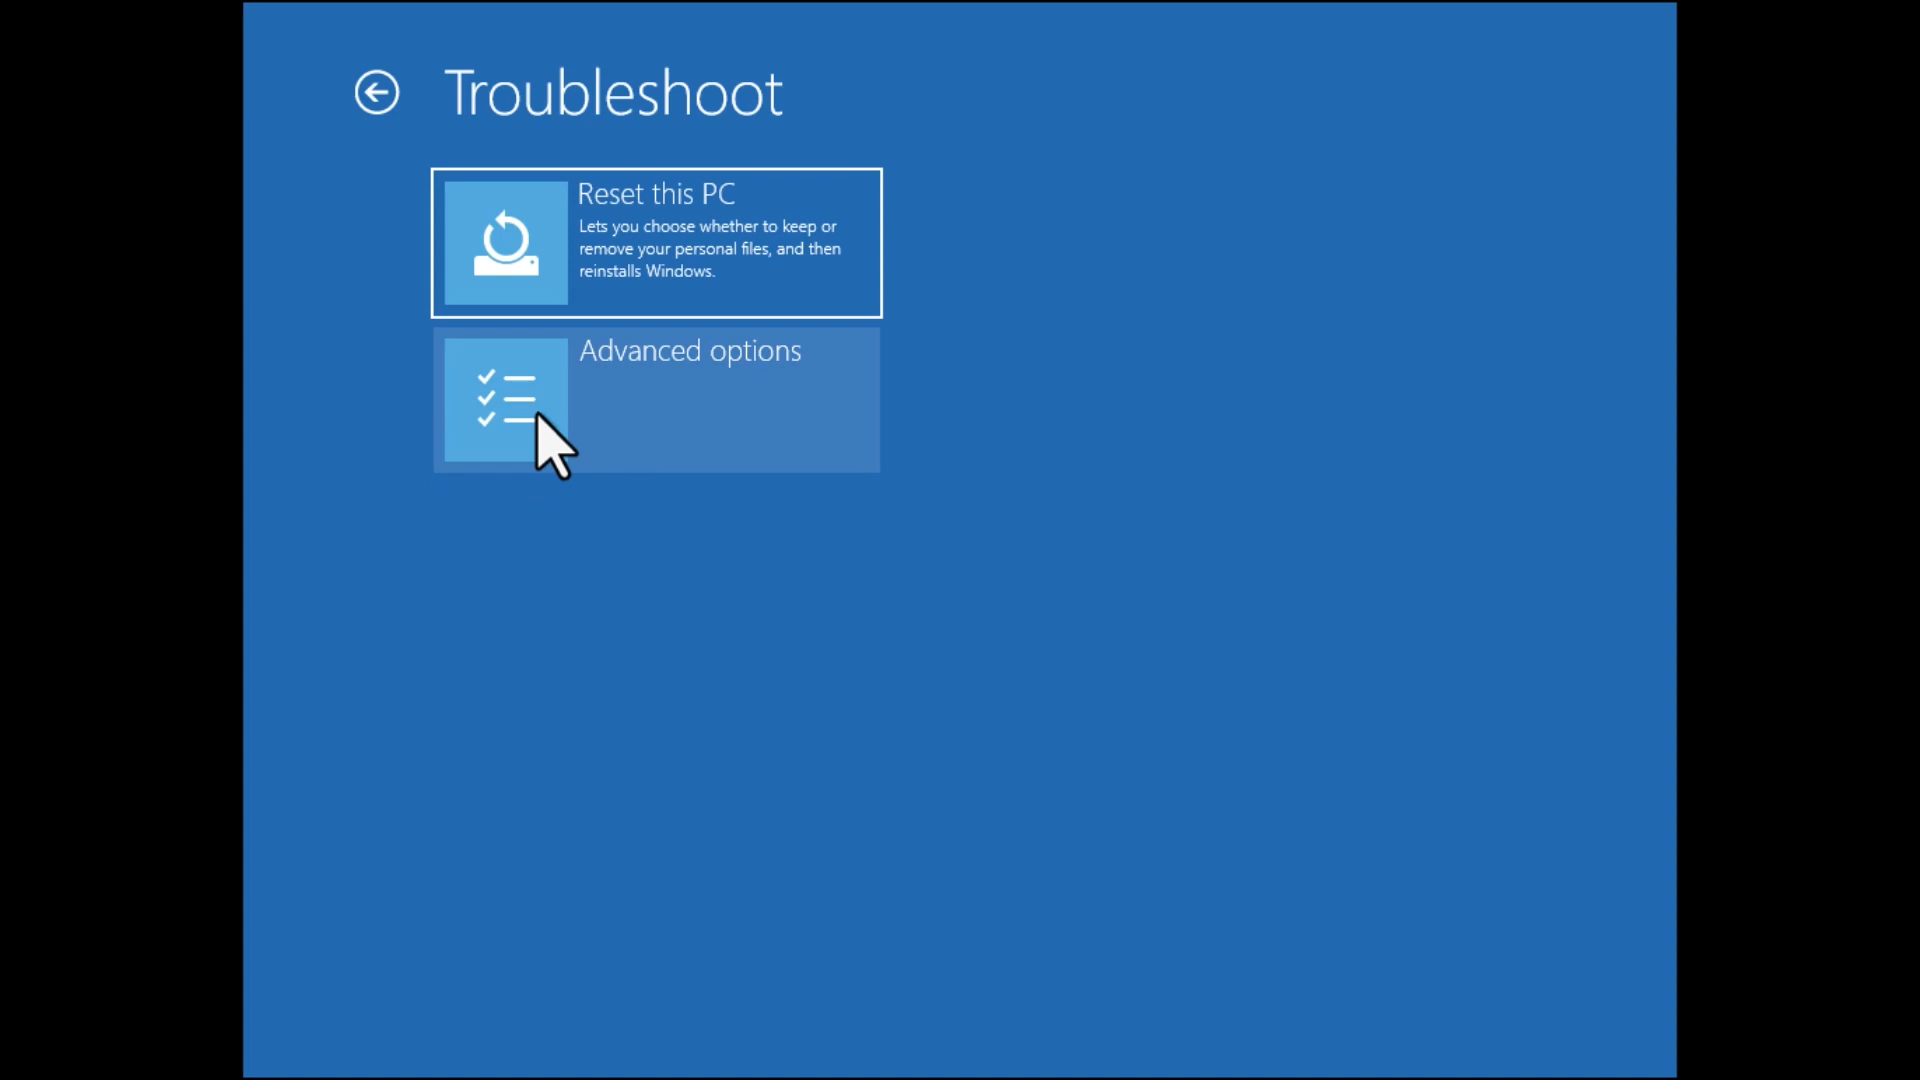 Troubleshoot
Reset this PC
Lets you choose whether to keep or
remove your personal files, and then
reinstalls Windows.
Advanced options